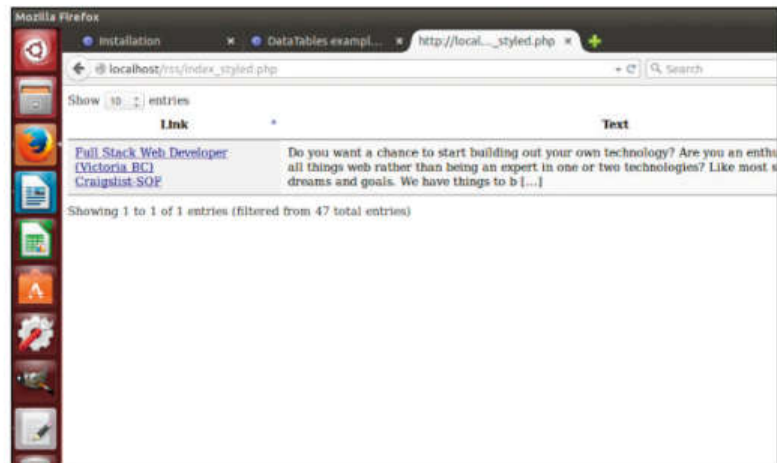 Mozilla Firefox
Installation
DataTables exampl...
http://local..._styled.php
localhost/rss/index_styled.php
Search
Show 10 entries
Link
Text
Full Stack Web Developer
(Victoria BC)
Craigslist-SOF
Do you want a chance to start building out your own technology? Are you an enthu
all things web rather than being an expert in one or two technologies? Like most s
dreams and goals. We have things to b [...]
Showing 1 to 1 of 1 entries (filtered from 47 total entries)